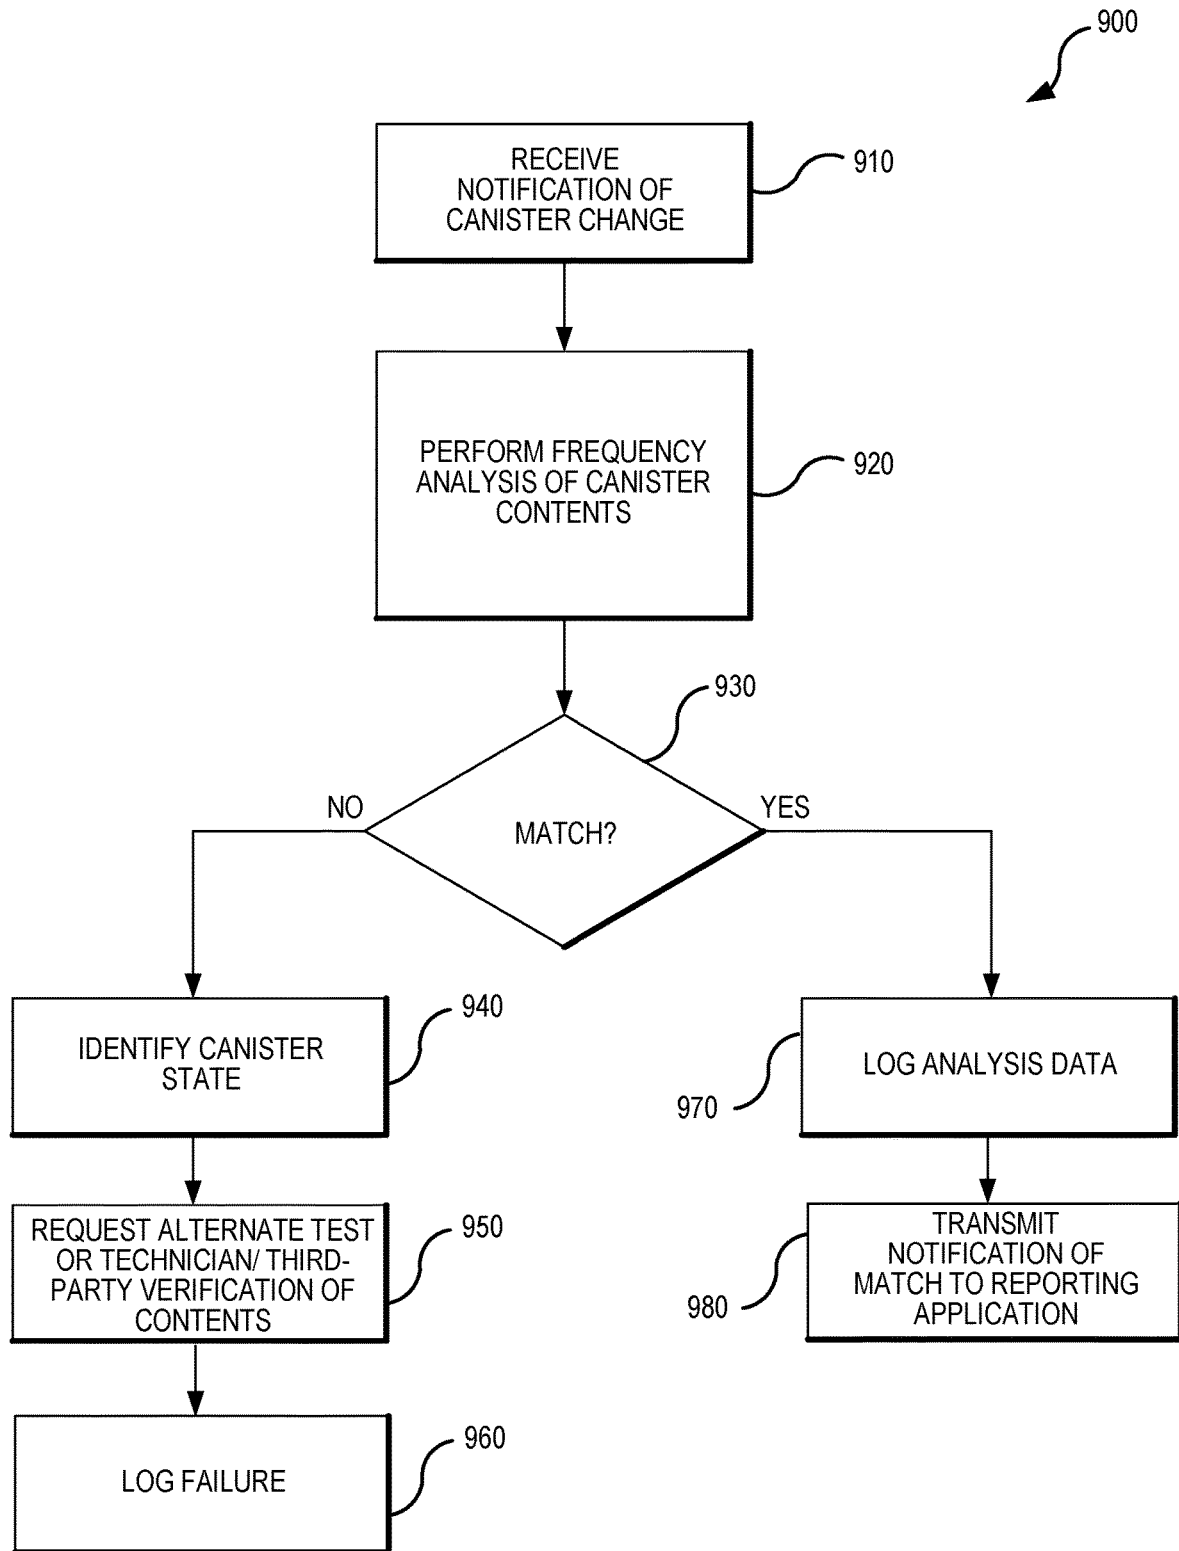 900
RECEIVE
NOTIFICATION OF
CANISTER CHANGE
910
PERFORM FREQUENCY
ANALYSIS OF CANISTER
CONTENTS
920
930
NO
MATCH?
YES
IDENTIFY CANISTER
STATE
940
REQUEST ALTERNATE TEST
OR TECHNICIAN/ THIRD-
PARTY VERIFICATION OF
CONTENTS
950
LOG FAILURE
960
LOG ANALYSIS DATA
970
TRANSMIT
NOTIFICATION OF
MATCH TO REPORTING
APPLICATION
980